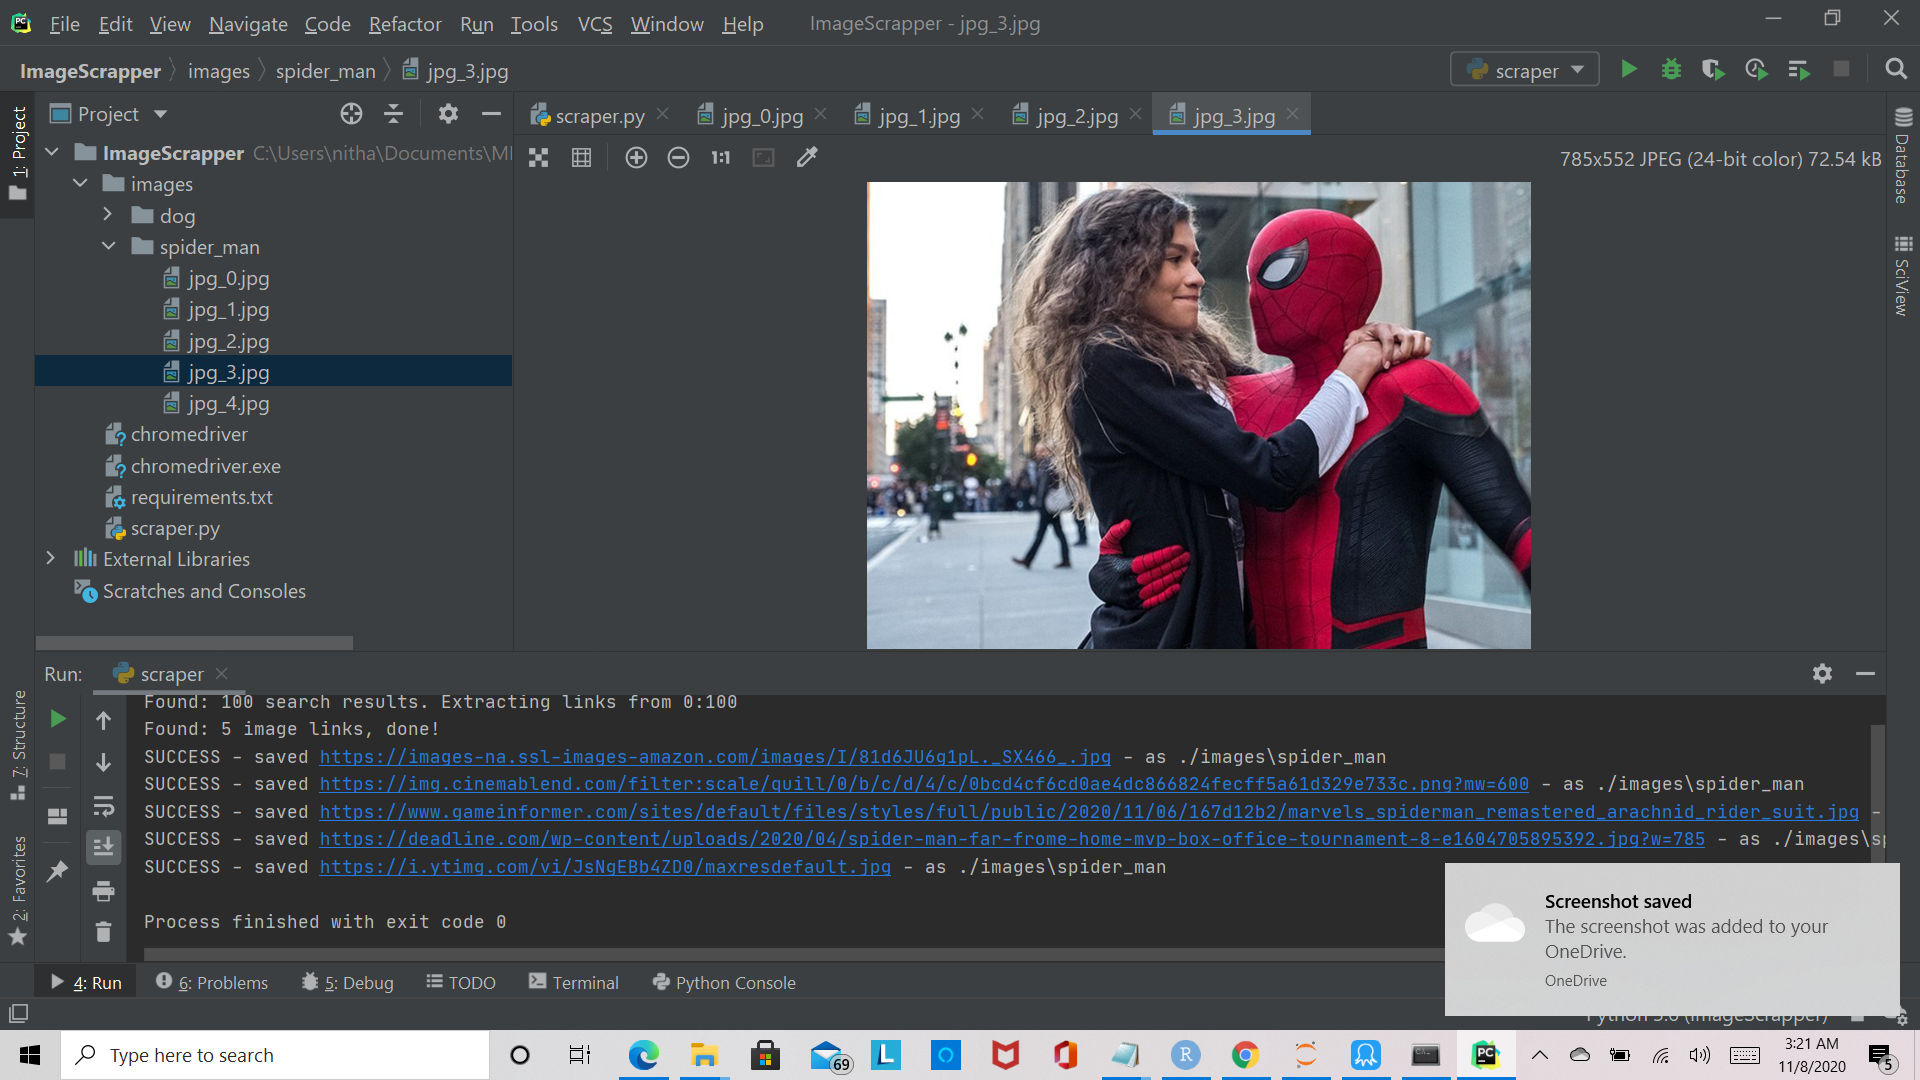 File Edit View Navigate Code Refactor Run Tools VCS Window Help ImageScrapper - jpg_3.jpg
ImageScrapper images spider_man jpg_3.jpg scraper
1: Project
Project
scraper.py jpg_0.jpg jpg_1.jpg jpg_2.jpg jpg_3.jpg
1:1 785x552 JPEG (24-bit color) 72.54 kB
ImageScrapper C:\Users\nitha\Documents\M
images
dog
spider_man
jpg_0.jpg
jpg_1.jpg
jpg_2.jpg
jpg_3.jpg
jpg_4.jpg
chromedriver
chromedriver.exe
requirements.txt
scraper.py
External Libraries
Scratches and Consoles
Database
SciView
7: Structure
2: Favorites
Run: scraper
Found: 100 search results. Extracting links from 0:100
Found: 5 image links, done!
SUCCESS - saved https://images-na.ssl-images-amazon.com/images/I/81d6JU6g1pL._SX466_.jpg - as ./images\spider_man
SUCCESS - saved https://img.cinemablend.com/filter:scale/quill/0/b/c/d/4/c/0bcd4cf6cd0ae4dc866824fecff5a61d329e733c.png?mw=600 - as ./images\spider_man
SUCCESS - saved https://www.gameinformer.com/sites/default/files/styles/full/public/2020/11/06/167d12b2/marvels_spiderman_remastered_arachnid_rider_suit.jpg -
SUCCESS - saved https://deadline.com/wp-content/uploads/2020/04/spider-man-far-frome-home-mvp-box-office-tournament-8-e1604705895392.jpg?w=785 - as ./images\sp
SUCCESS - saved https://i.ytimg.com/vi/JsNgEBb4ZD0/maxresdefault.jpg - as ./images\spider_man
Process finished with exit code 0
Screenshot saved
The screenshot was added to your
OneDrive.
OneDrive
4: Run 6: Problems 5: Debug TODO Terminal Python Console
(ImageScrapper)
Type here to search
69
3:21 AM
11/8/2020
5